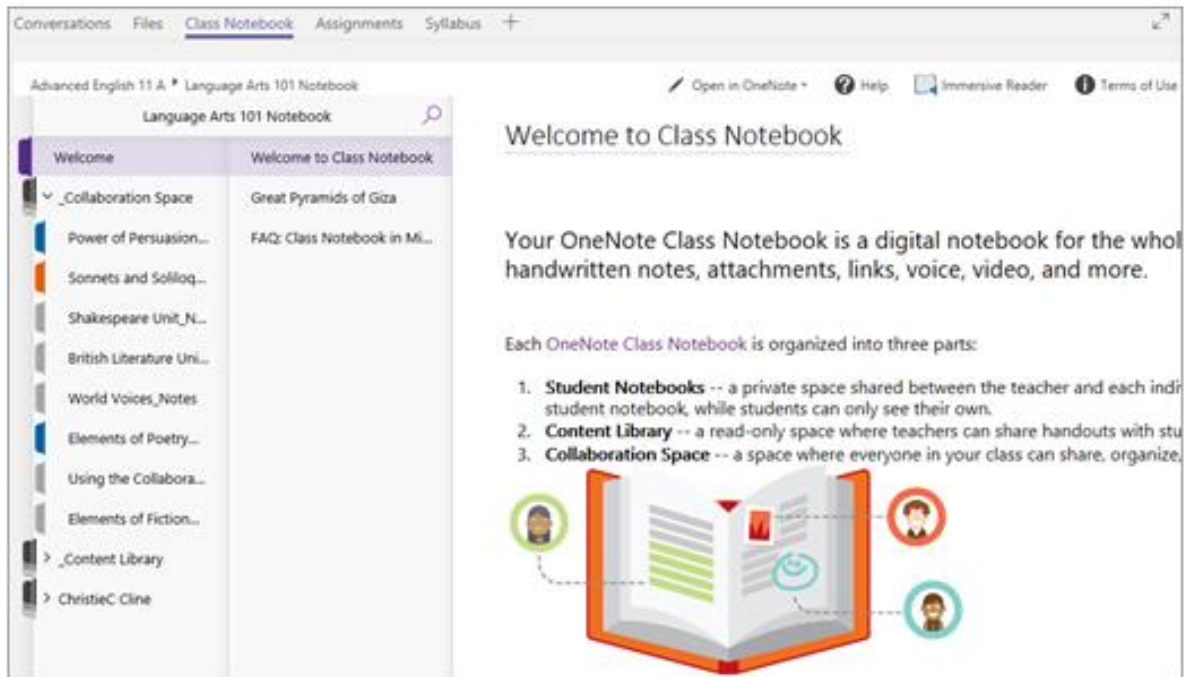 Conversations Files Class Notebook Assignments Syllabus +
Advanced English 11 A Language Arts 101 Notebook
Open in OneNote Help Immersive Reader Terms of Use
Language Arts 101 Notebook
Welcome
_Collaboration Space
Power of Persuasion...
Sonnets and Soliloq...
Shakespeare Unit_N...
British Literature Uni...
World Voices_Notes
Elements of Poetry...
Using the Collabora...
Elements of Fiction...
_Content Library
ChristieC Cline
Welcome to Class Notebook
Great Pyramids of Giza
FAQ: Class Notebook in Mi...
Welcome to Class Notebook
Your OneNote Class Notebook is a digital notebook for the whol
handwritten notes, attachments, links, voice, video, and more.
Each OneNote Class Notebook is organized into three parts:
1. Student Notebooks -- a private space shared between the teacher and each indi
student notebook, while students can only see their own.
2. Content Library -- a read-only space where teachers can share handouts with stu
3. Collaboration Space -- a space where everyone in your class can share, organize,